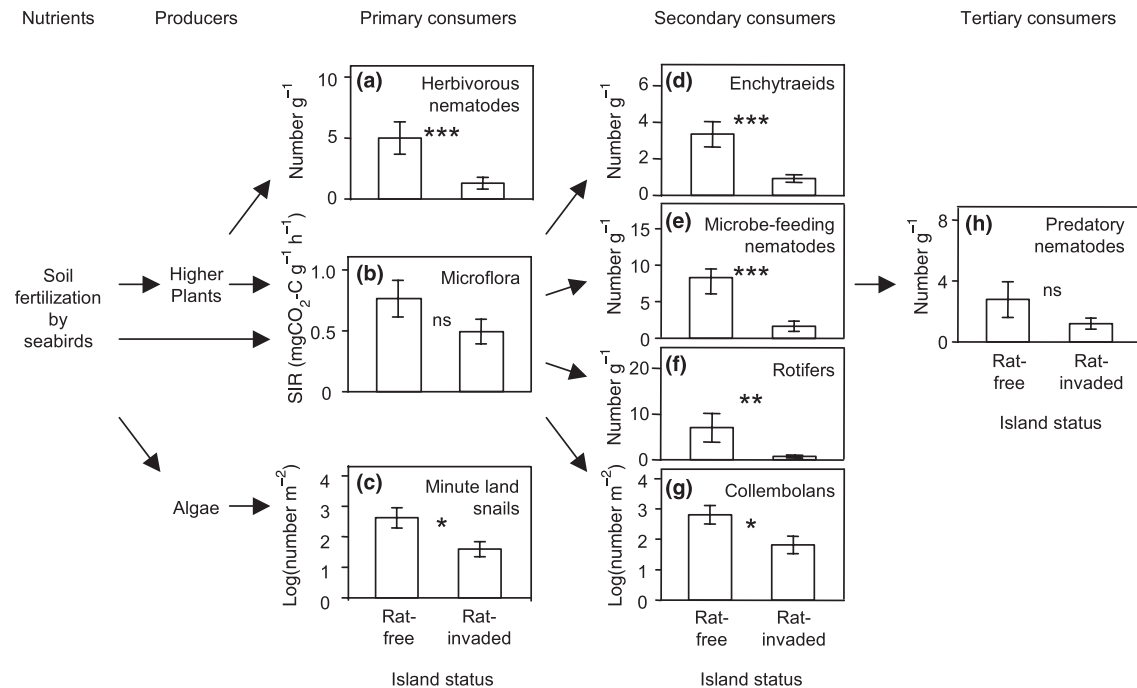 Nutrients
Producers
Primary consumers
Secondary consumers
Tertiary consumers
Soil
fertilization
by
seabirds
Higher
Plants
Algae
(a)
Herbivorous
nematodes
Number g⁻¹
10
5
0
***
(b)
Microflora
SIR (mgCO₂-C g⁻¹ h⁻¹)
1.0
0.5
0
ns
(c)
Minute land
snails
Log(number m⁻²)
4
3
2
1
0
*
Rat-
free
Rat-
invaded
Island status
(d)
Enchytraeids
Number g⁻¹
6
4
2
0
***
(e)
Microbe-feeding
nematodes
Number g⁻¹
15
10
5
0
***
(f)
Rotifers
Number g⁻¹
20
10
0
**
(g)
Collembolans
Log(number m⁻²)
4
3
2
1
0
*
Rat-
free
Rat-
invaded
Island status
(h)
Predatory
nematodes
Number g⁻¹
8
4
0
ns
Rat-
free
Rat-
invaded
Island status